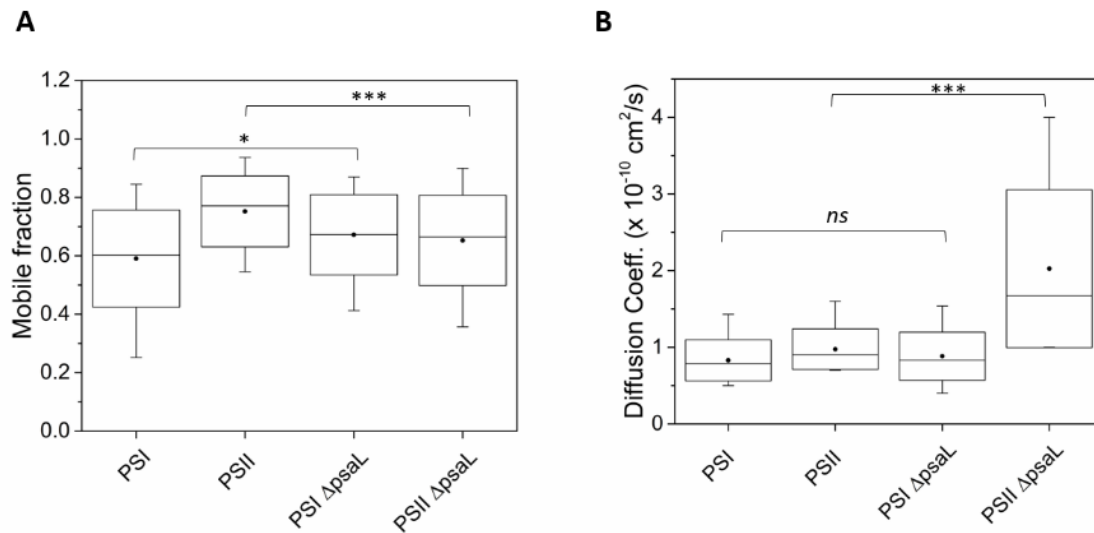 A
Mobile fraction
1.2
1.0
0.8
0.6
0.4
0.2
0.0
***
*
PSI
PSII
PSI ΔpsaL
PSII ΔpsaL
B
Diffusion Coeff. (x 10⁻¹⁰ cm²/s)
4
3
2
1
0
***
ns
PSI
PSII
PSI ΔpsaL
PSII ΔpsaL